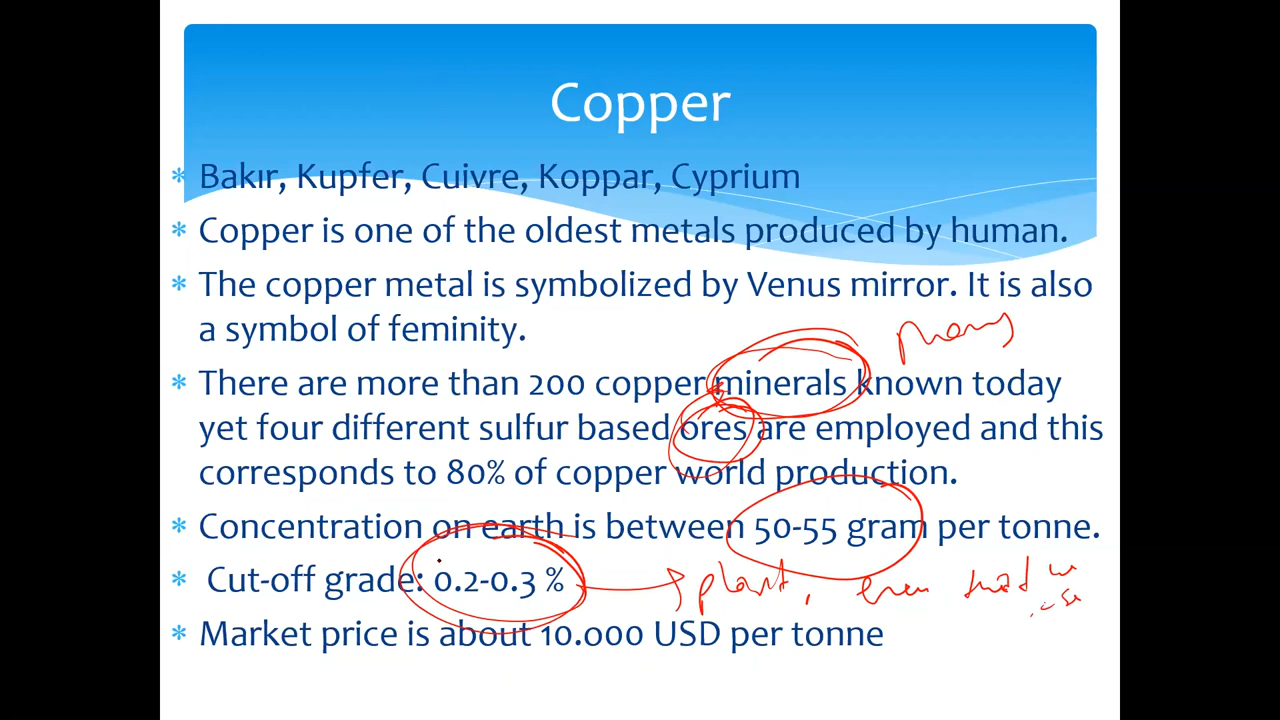 Copper
* Bakır, Kupfer, Cuivre, Koppar, Cyprium
* Copper is one of the oldest metals produced by human.
* The copper metal is symbolized by Venus mirror. It is also
a symbol of feminity.
many
* There are more than 200 copper minerals known today
yet four different sulfur based ores are employed and this
corresponds to 80% of copper world production.
* Concentration on earth is between 50-55 gram per tonne.
* Cut-off grade: 0.2-0.3 %
plant, even
* Market price is about 10.000 USD per tonne